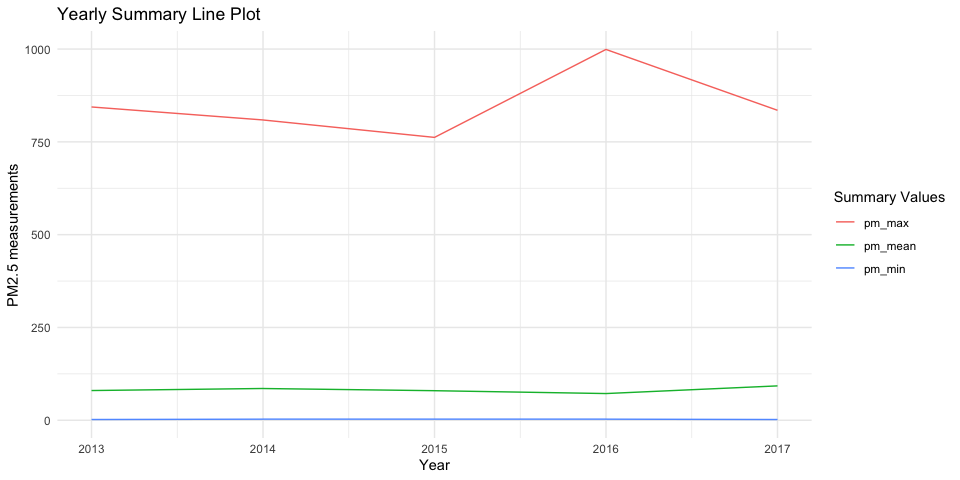 Yearly Summary Line Plot
1000
750
500
250
0
PM2.5 measurements
2013
2014
2015
2016
2017
Year
Summary Values
pm_max
pm_mean
pm_min